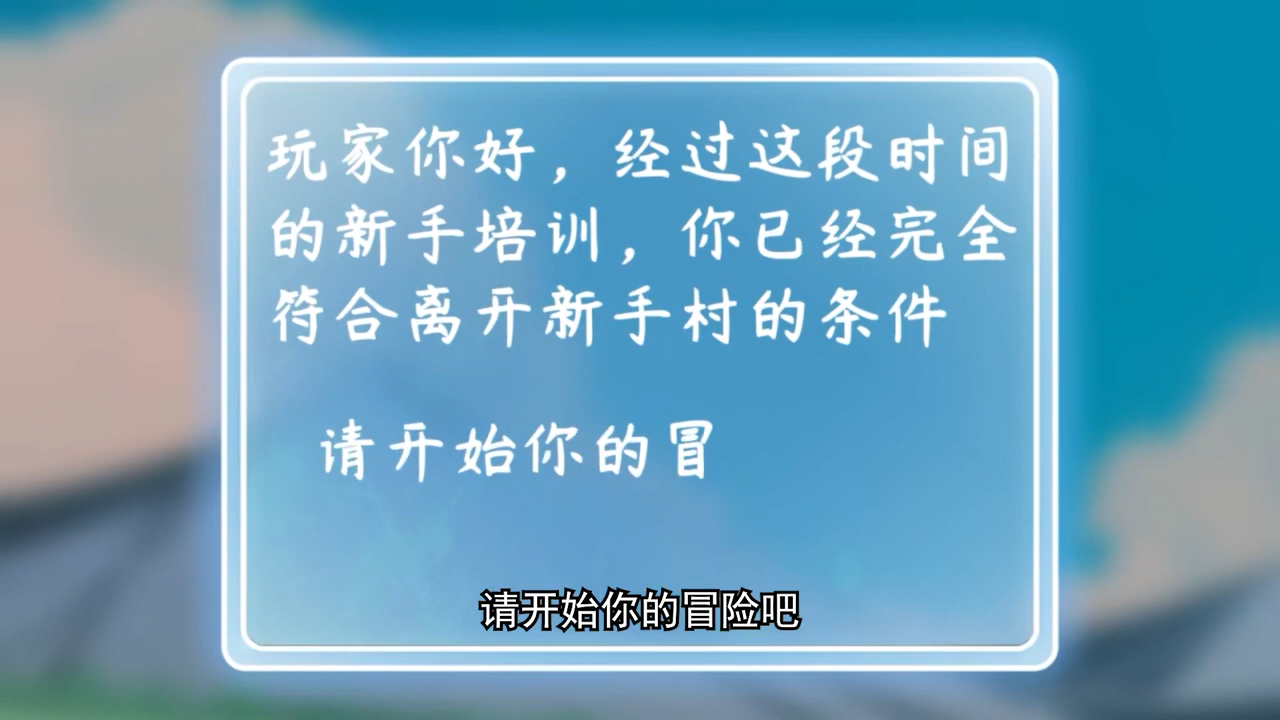 玩家你好，经过这段时间
的新手培训，你已经完全
符合离开新手村的条件
请开始你的冒
请开始你的冒险吧